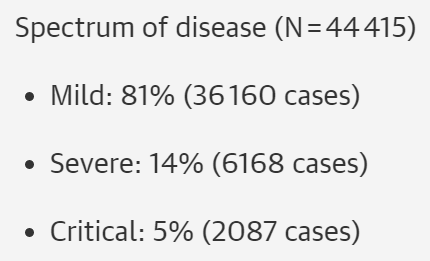 Spectrum of disease (N = 44 415)
• Mild: 81% (36 160 cases)
• Severe: 14% (6168 cases)
• Critical: 5% (2087 cases)